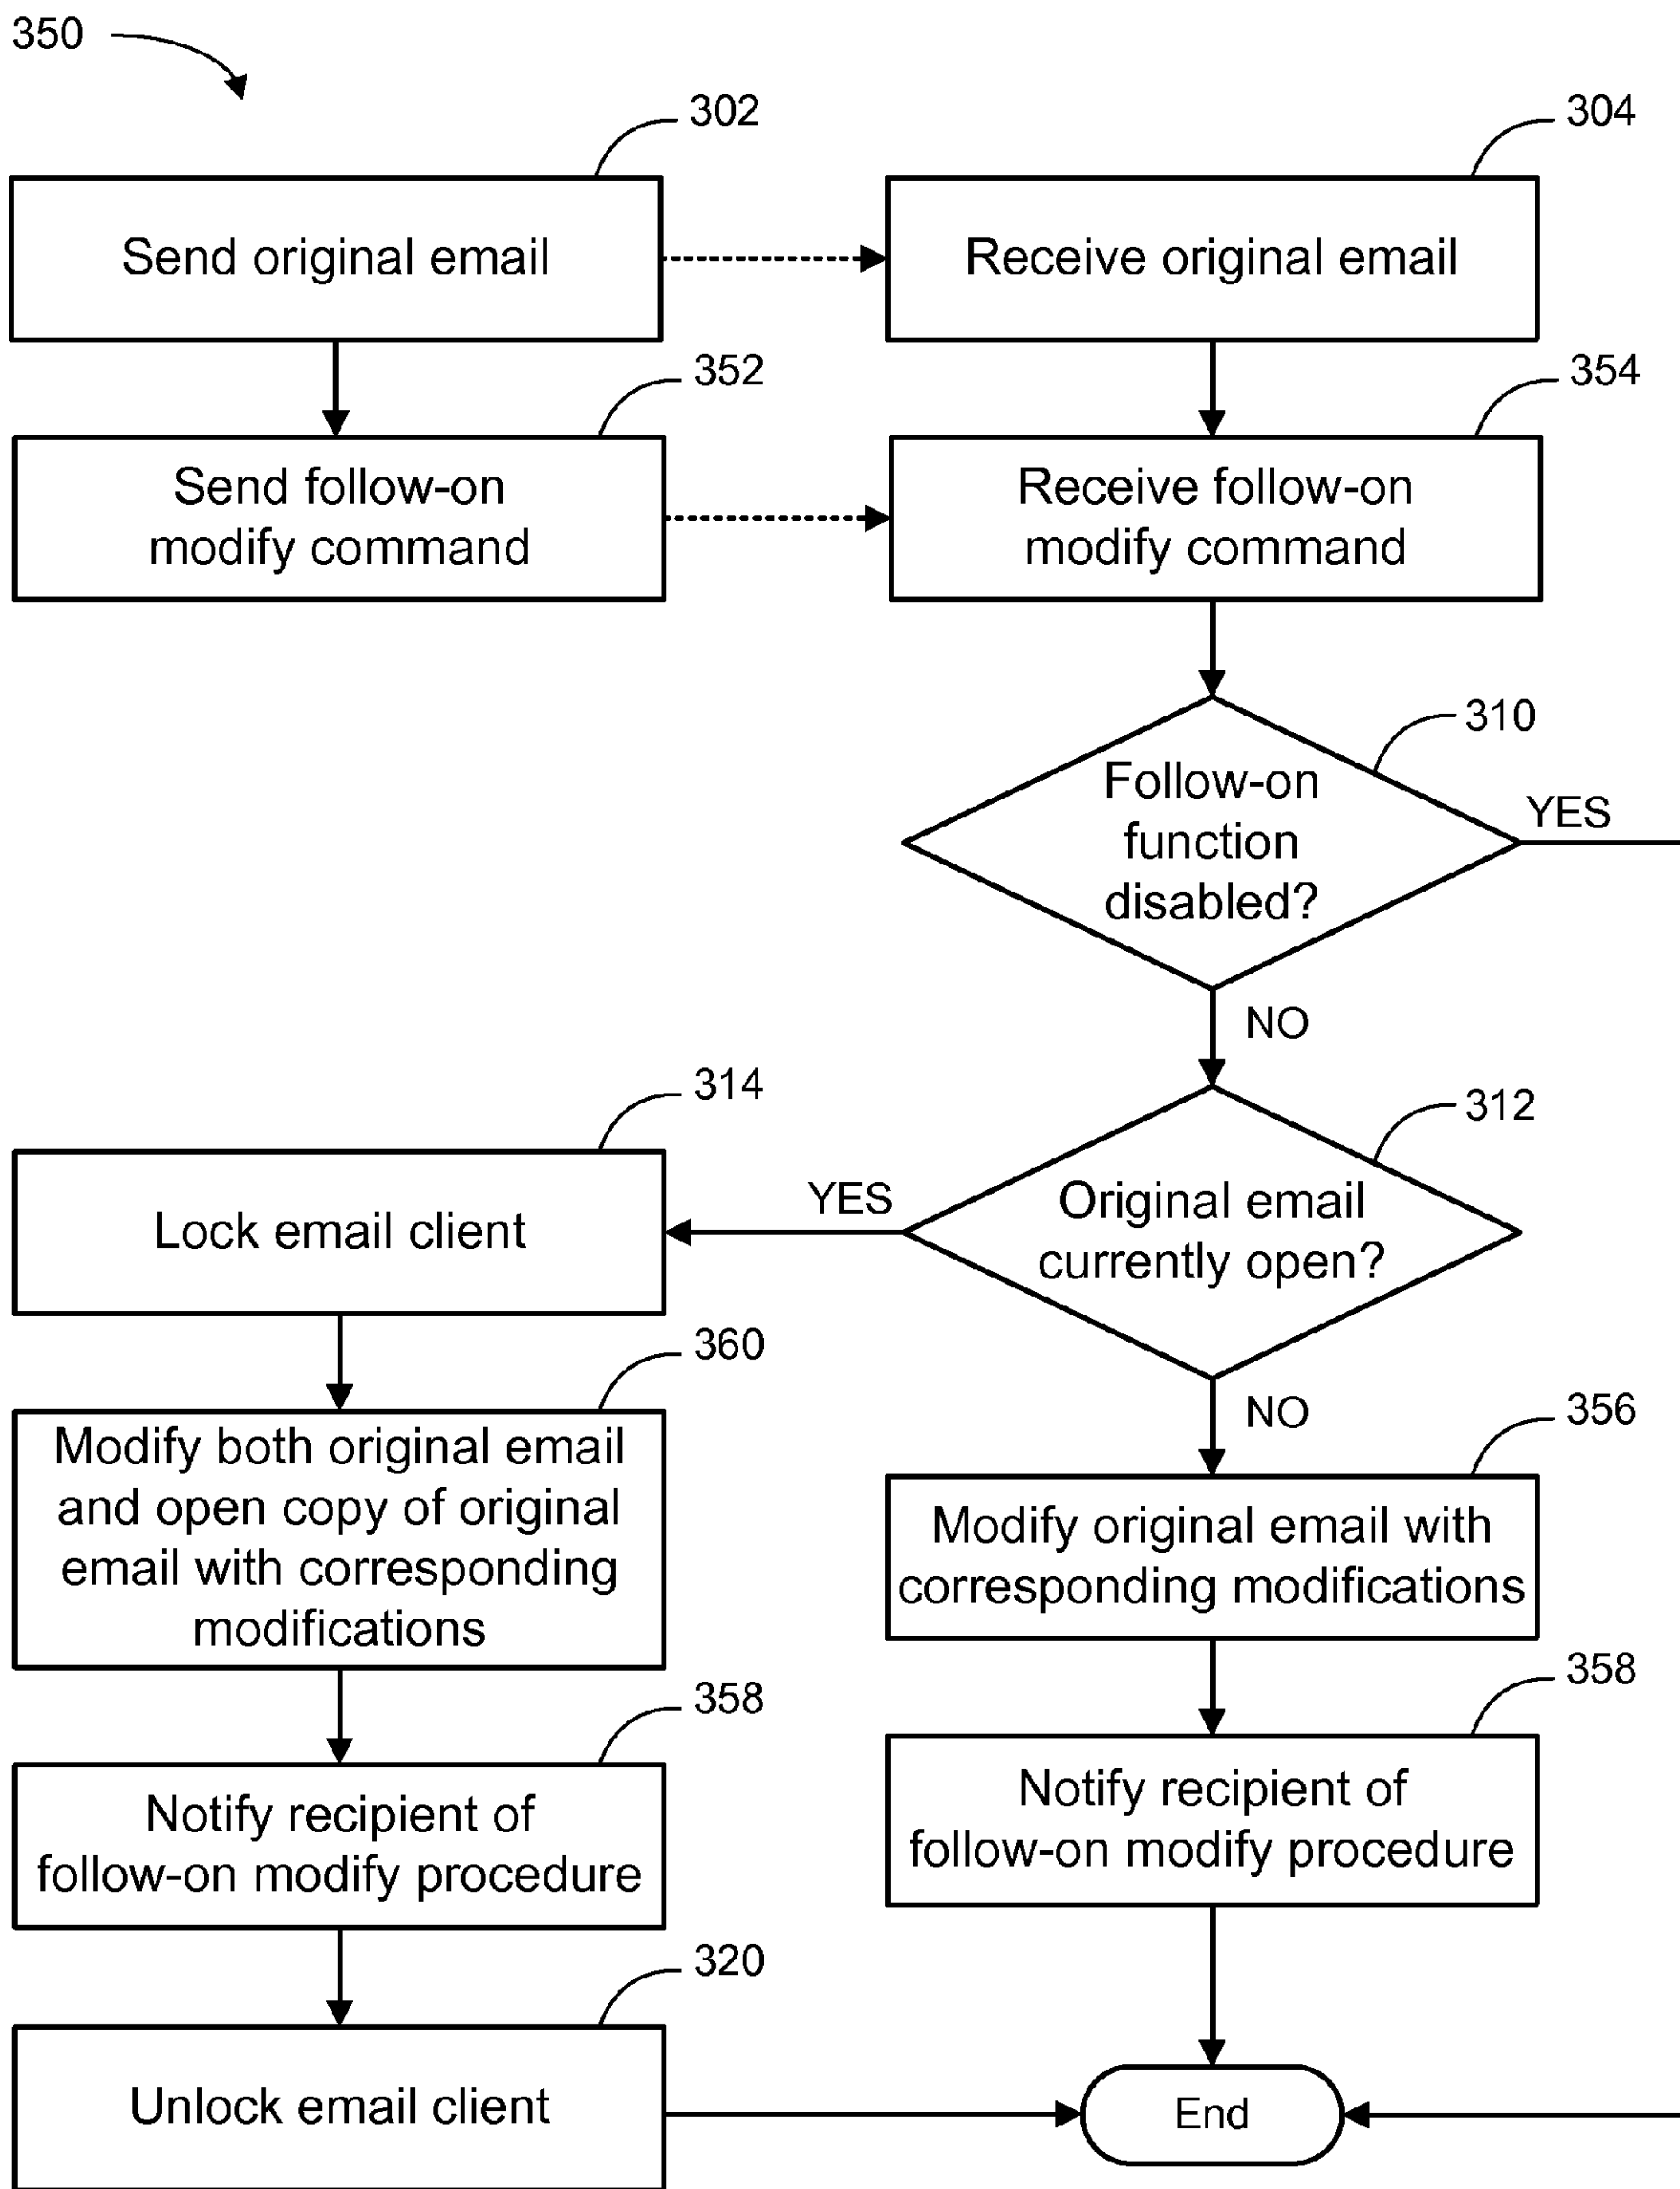 350
302
304
Send original email
Receive original email
352
354
Send follow-on
modify command
Receive follow-on
modify command
310
Follow-on
function
disabled?
YES
NO
314
312
Lock email client
YES
Original email
currently open?
360
NO
356
Modify both original email
and open copy of original
email with corresponding
modifications
Modify original email with
corresponding modifications
358
358
Notify recipient of
follow-on modify procedure
Notify recipient of
follow-on modify procedure
320
Unlock email client
End